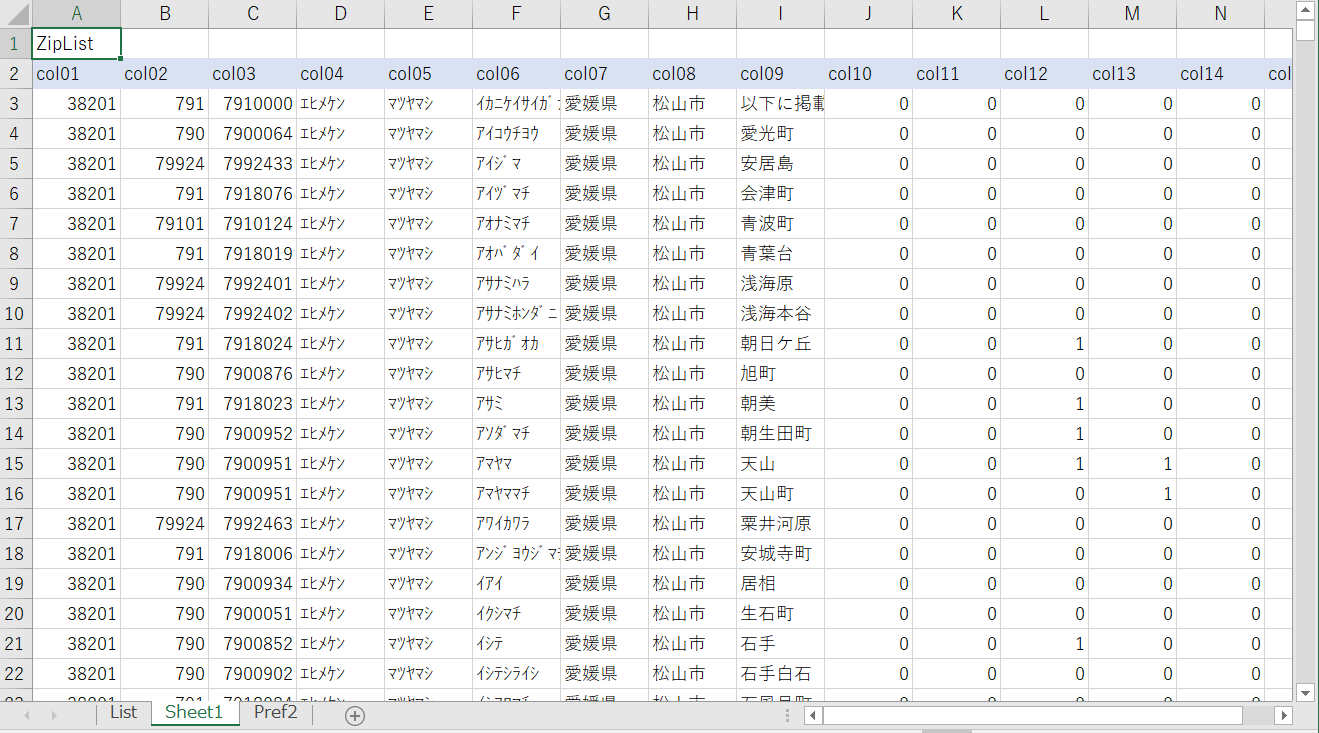 A B C D E F G H I J K L M N
1 ZipList
2 col01 col02 col03 col04 col05 col06 col07 col08 col09 col10 col11 col12 col13 col14 col
3 38201 791 7910000 ｴﾋﾒｹﾝ ﾏﾂﾔﾏｼ ｲｶﾆｹｲｻｲｶﾞ 愛媛県 松山市 以下に掲載 0 0 0 0 0
4 38201 790 7900064 ｴﾋﾒｹﾝ ﾏﾂﾔﾏｼ ｱｲｺｳﾁﾖｳ 愛媛県 松山市 愛光町 0 0 0 0 0
5 38201 79924 7992433 ｴﾋﾒｹﾝ ﾏﾂﾔﾏｼ ｱｲｼﾞﾏ 愛媛県 松山市 安居島 0 0 0 0 0
6 38201 791 7918076 ｴﾋﾒｹﾝ ﾏﾂﾔﾏｼ ｱｲﾂﾞﾏﾁ 愛媛県 松山市 会津町 0 0 0 0 0
7 38201 79101 7910124 ｴﾋﾒｹﾝ ﾏﾂﾔﾏｼ ｱｵﾅﾐﾏﾁ 愛媛県 松山市 青波町 0 0 0 0 0
8 38201 791 7918019 ｴﾋﾒｹﾝ ﾏﾂﾔﾏｼ ｱｵﾊﾞﾀﾞｲ 愛媛県 松山市 青葉台 0 0 0 0 0
9 38201 79924 7992401 ｴﾋﾒｹﾝ ﾏﾂﾔﾏｼ ｱｻﾅﾐﾊﾗ 愛媛県 松山市 浅海原 0 0 0 0 0
10 38201 79924 7992402 ｴﾋﾒｹﾝ ﾏﾂﾔﾏｼ ｱｻﾅﾐﾎﾝﾀﾞﾆ 愛媛県 松山市 浅海本谷 0 0 0 0 0
11 38201 791 7918024 ｴﾋﾒｹﾝ ﾏﾂﾔﾏｼ ｱｻﾋｶﾞｵｶ 愛媛県 松山市 朝日ケ丘 0 0 1 0 0
12 38201 790 7900876 ｴﾋﾒｹﾝ ﾏﾂﾔﾏｼ ｱｻﾋﾏﾁ 愛媛県 松山市 旭町 0 0 0 0 0
13 38201 791 7918023 ｴﾋﾒｹﾝ ﾏﾂﾔﾏｼ ｱｻﾐ 愛媛県 松山市 朝美 0 0 1 0 0
14 38201 790 7900952 ｴﾋﾒｹﾝ ﾏﾂﾔﾏｼ ｱｿﾀﾞﾏﾁ 愛媛県 松山市 朝生田町 0 0 1 0 0
15 38201 790 7900951 ｴﾋﾒｹﾝ ﾏﾂﾔﾏｼ ｱﾏﾔﾏ 愛媛県 松山市 天山 0 0 1 1 0
16 38201 790 7900951 ｴﾋﾒｹﾝ ﾏﾂﾔﾏｼ ｱﾏﾔﾏﾏﾁ 愛媛県 松山市 天山町 0 0 0 1 0
17 38201 79924 7992463 ｴﾋﾒｹﾝ ﾏﾂﾔﾏｼ ｱﾜｲｶﾜﾗ 愛媛県 松山市 粟井河原 0 0 0 0 0
18 38201 791 7918006 ｴﾋﾒｹﾝ ﾏﾂﾔﾏｼ ｱﾝｼﾞﾖｳｼﾞﾏ 愛媛県 松山市 安城寺町 0 0 0 0 0
19 38201 790 7900934 ｴﾋﾒｹﾝ ﾏﾂﾔﾏｼ ｲｱｲ 愛媛県 松山市 居相 0 0 0 0 0
20 38201 790 7900051 ｴﾋﾒｹﾝ ﾏﾂﾔﾏｼ ｲｸｼﾏﾁ 愛媛県 松山市 生石町 0 0 0 0 0
21 38201 790 7900852 ｴﾋﾒｹﾝ ﾏﾂﾔﾏｼ ｲｼﾃ 愛媛県 松山市 石手 0 0 1 0 0
22 38201 790 7900902 ｴﾋﾒｹﾝ ﾏﾂﾔﾏｼ ｲｼﾃｼﾗｲｼ 愛媛県 松山市 石手白石 0 0 0 0 0
List Sheet1 Pref2